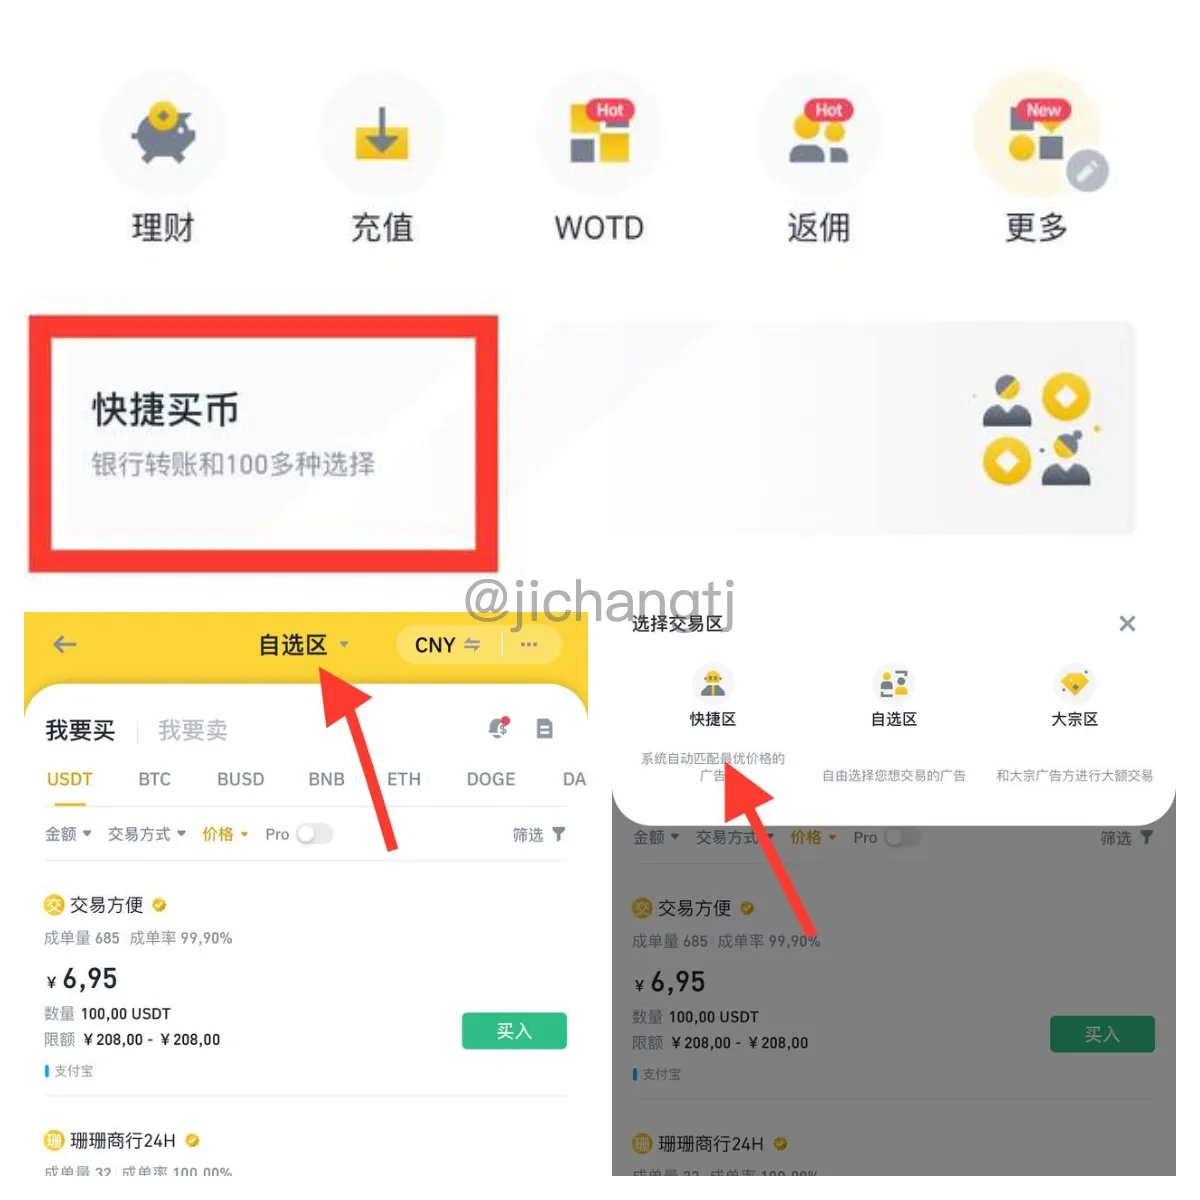 Hot
Hot
New
理财
充值
WOTD
返佣
更多
快捷买币
银行转账和100多种选择
@jichangtj
自选区
CNY
我要买
我要卖
USDT BTC BUSD BNB ETH DOGE DA
金额 交易方式 价格 Pro 筛选
交 交易方便
成单量 685 成单率 99,90%
¥ 6,95
数量 100,00 USDT
限额 ¥208,00 - ¥208,00
买入
支付宝
珊 珊珊商行24H
成单量 32 成单率 100,00%
选择交易区
快捷区
自选区
大宗区
系统自动匹配最优价格的
广告
自由选择您想交易的广告
和大宗广告方进行大额交易
金额 交易方式 价格 Pro 筛选
交 交易方便
成单量 685 成单率 99,90%
¥ 6,95
数量 100,00 USDT
限额 ¥208,00 - ¥208,00
买入
支付宝
珊 珊珊商行24H
成单量 32 成单率 100,00%